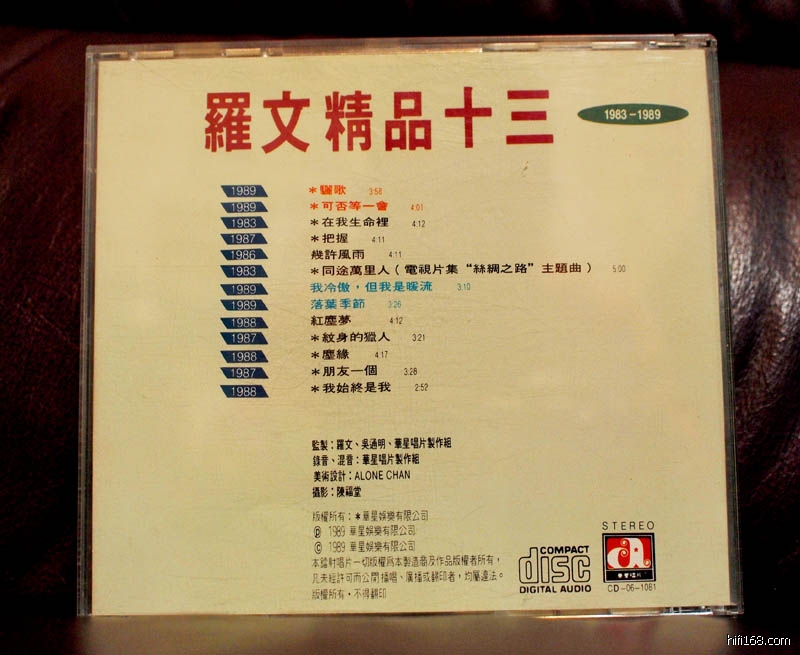 羅文精品十三 1983-1989
1989 *驪歌 3:58
1989 *可否等一會 4:01
1983 *在我生命裡 4:12
1987 *把握 4:11
1986 幾許風雨 4:11
1983 *同途萬里人（電視片集“絲綢之路”主題曲） 5:00
1989 我冷傲，但我是暖流 3:10
1989 落葉季節 3:26
1988 紅塵夢 4:12
1987 *紋身的獵人 3:21
1988 *塵緣 4:17
1987 *朋友一個 3:28
1988 *我始終是我 2:52
監製：羅文、吳通明、華星唱片製作組
錄音、混音：華星唱片製作組
美術設計：ALONE CHAN
攝影：陳福堂
版權所有：*華星娛樂有限公司
Ⓟ 1989 華星娛樂有限公司
Ⓒ 1989 華星娛樂有限公司
本鐳射唱片一切版權為本製造商及作品版權者所有，
凡未經許可而公開播唱、廣播或翻印者，均屬違法。
版權所有，不得翻印
COMPACT
disc
DIGITAL AUDIO
STEREO
a
華星唱片
CD-06-1081
hifi168.com